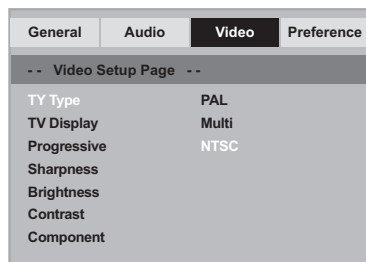 General Audio Video Preference
- - Video Setup Page - -
TY Type PAL
TV Display Multi
Progressive NTSC
Sharpness
Brightness
Contrast
Component